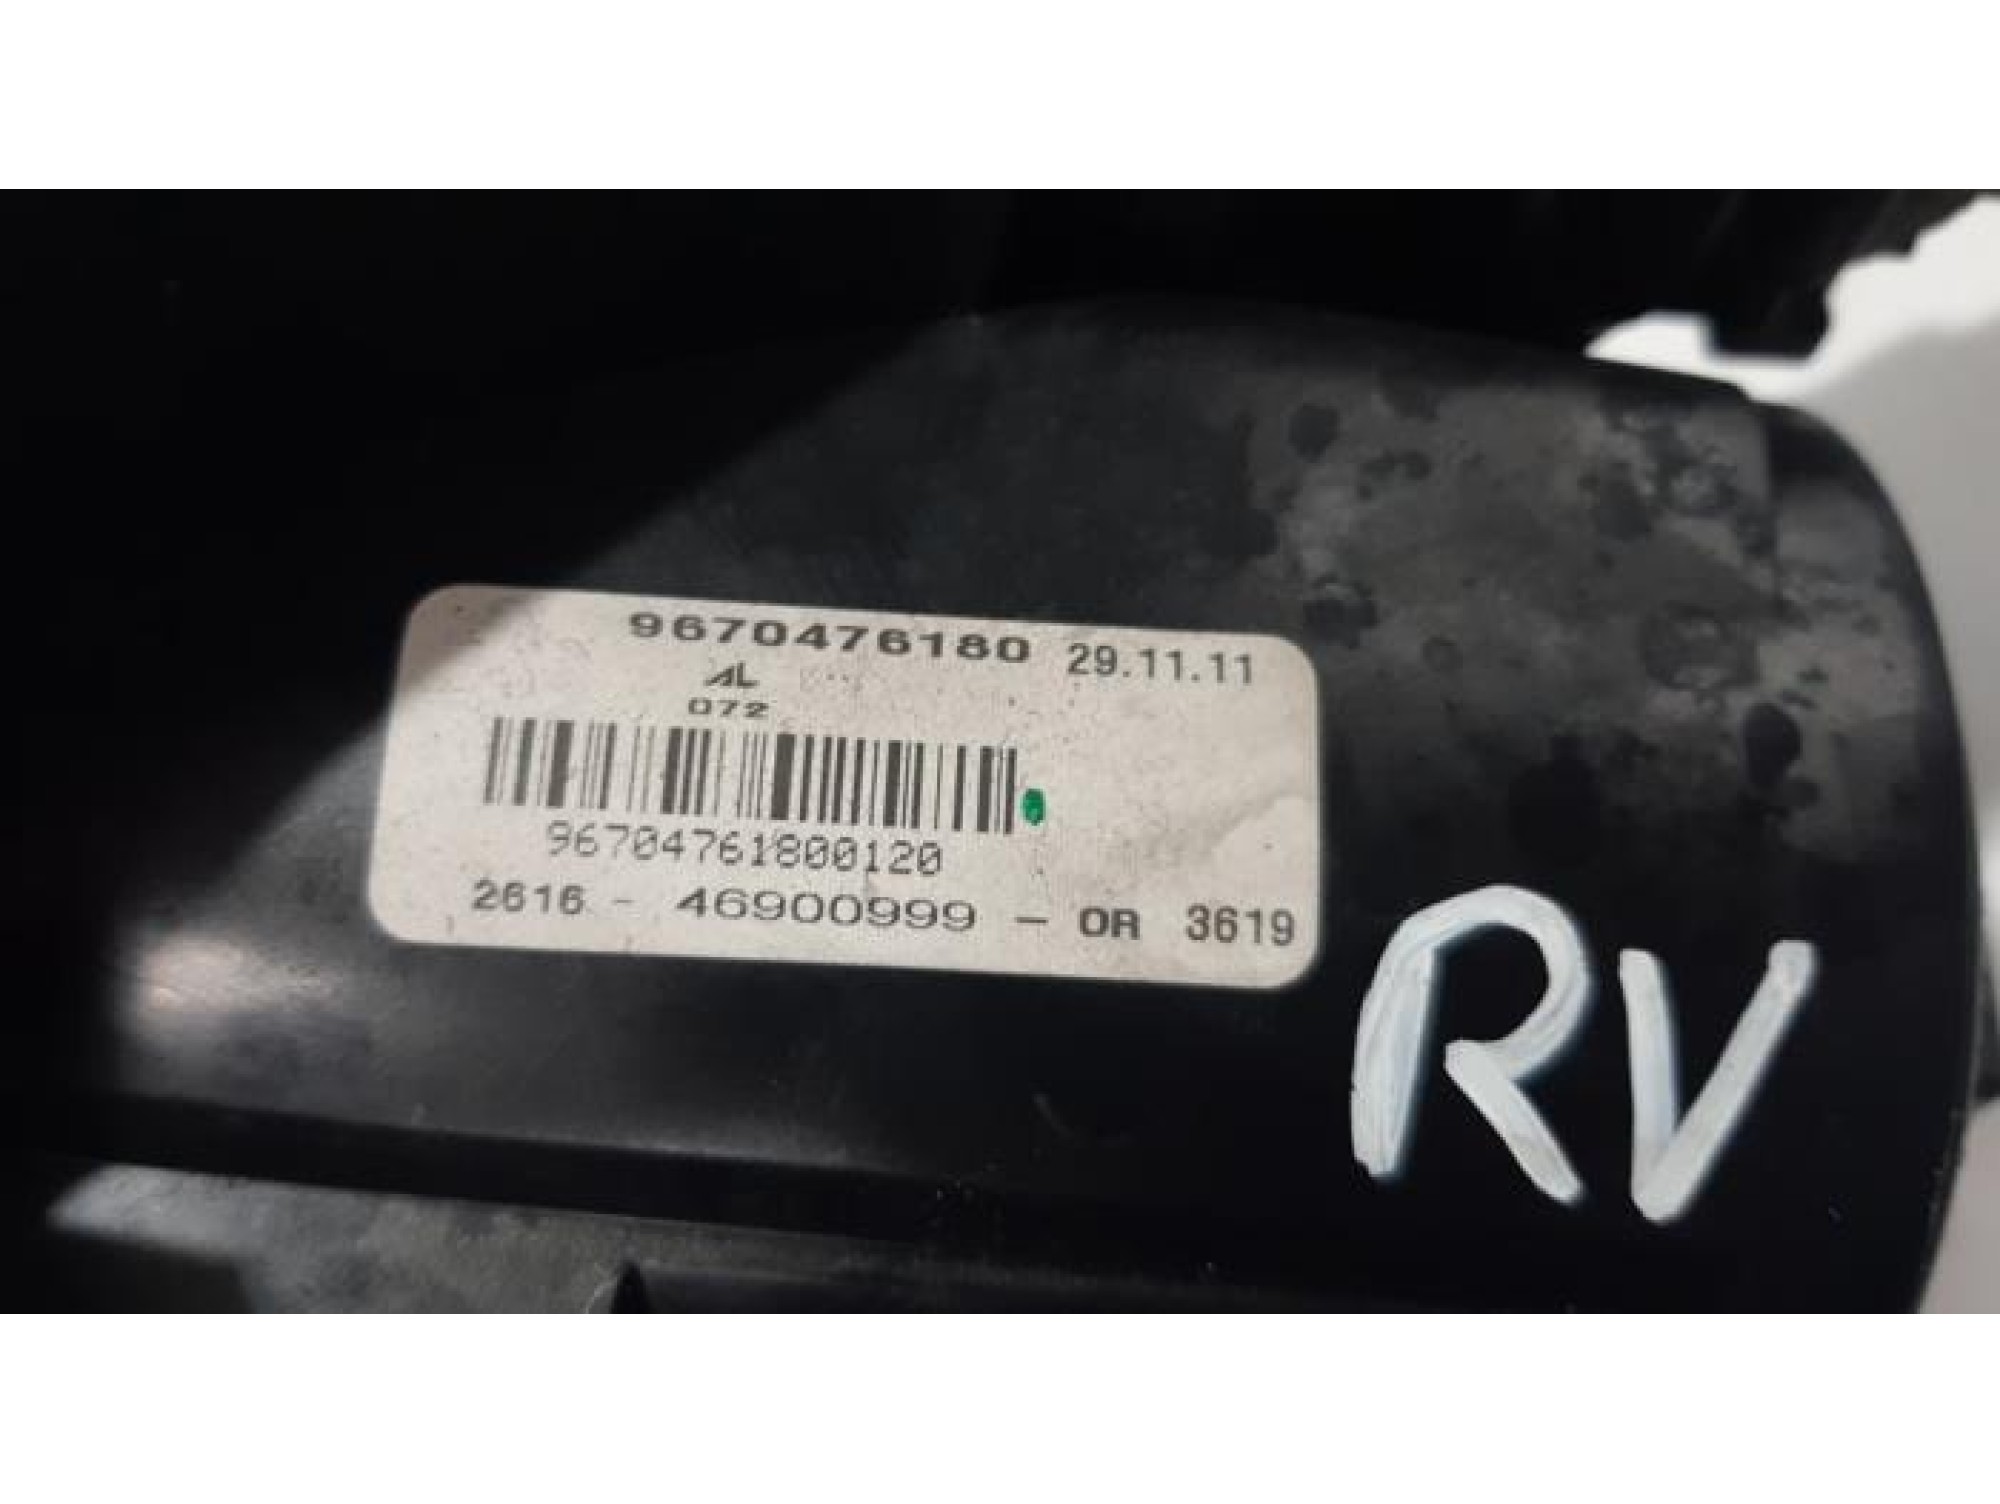 9670476180 29.11.11
AL
072
96704761800120
2616 - 46900999 - OR 3619
RV